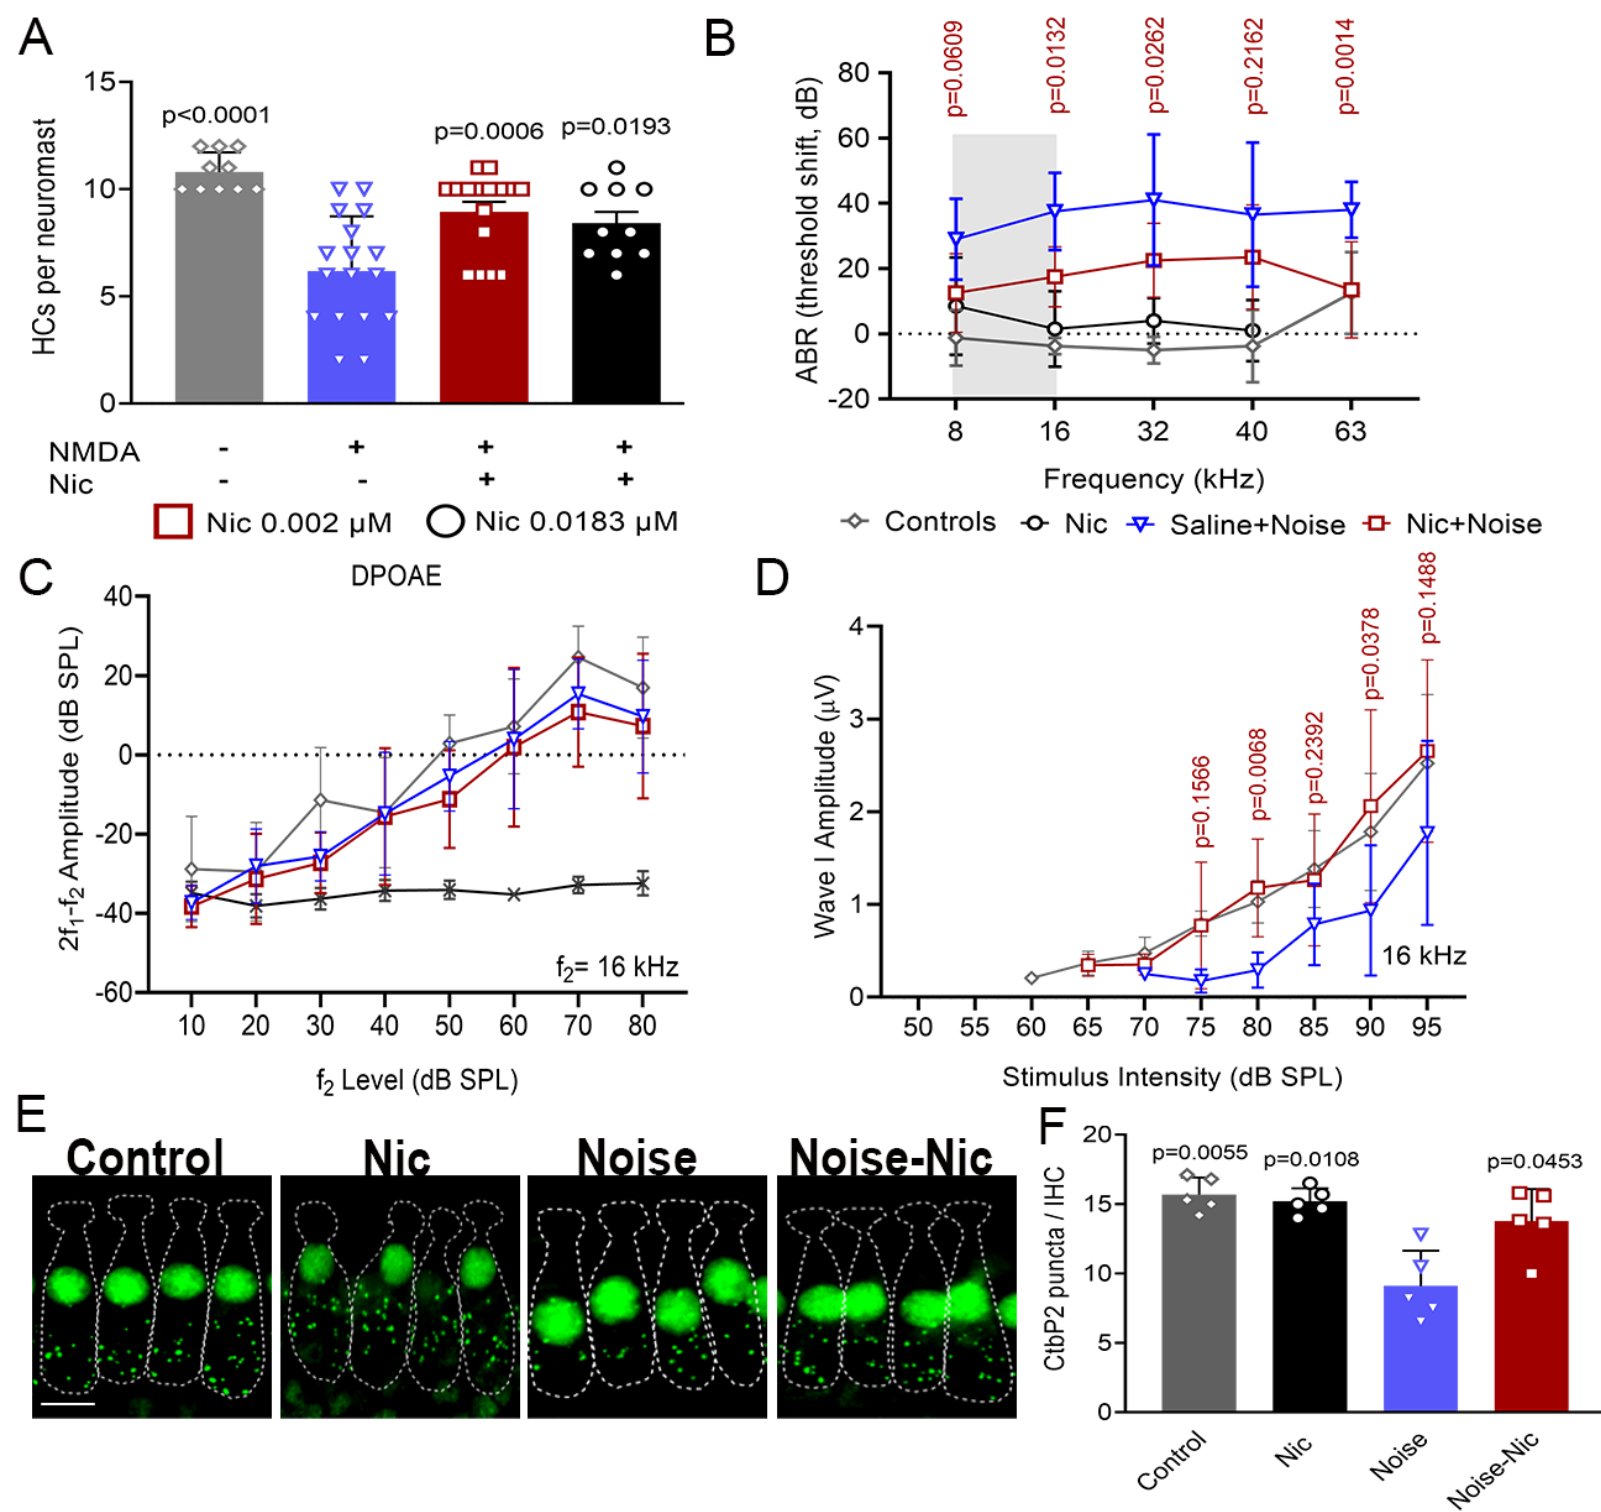 A
15
10
5
0
HCs per neuromast
p<0.0001
p=0.0006
p=0.0193
NMDA - + + +
Nic - - + +
Nic 0.002 µM
Nic 0.0183 µM
B
80
60
40
20
0
-20
ABR (threshold shift, dB)
p=0.0609
p=0.0132
p=0.0262
p=0.2162
p=0.0014
8 16 32 40 63
Frequency (kHz)
Controls Nic Saline+Noise Nic+Noise
C
DPOAE
40
20
0
-20
-40
-60
2f1-f2 Amplitude (dB SPL)
f2= 16 kHz
10 20 30 40 50 60 70 80
f2 Level (dB SPL)
D
4
3
2
1
0
Wave I Amplitude (µV)
p=0.1566
p=0.0068
p=0.2392
p=0.0378
p=0.1488
16 kHz
50 55 60 65 70 75 80 85 90 95
Stimulus Intensity (dB SPL)
E
Control
Nic
Noise
Noise-Nic
F
20
15
10
5
0
CtbP2 puncta / IHC
p=0.0055
p=0.0108
p=0.0453
Control
Nic
Noise
Noise-Nic